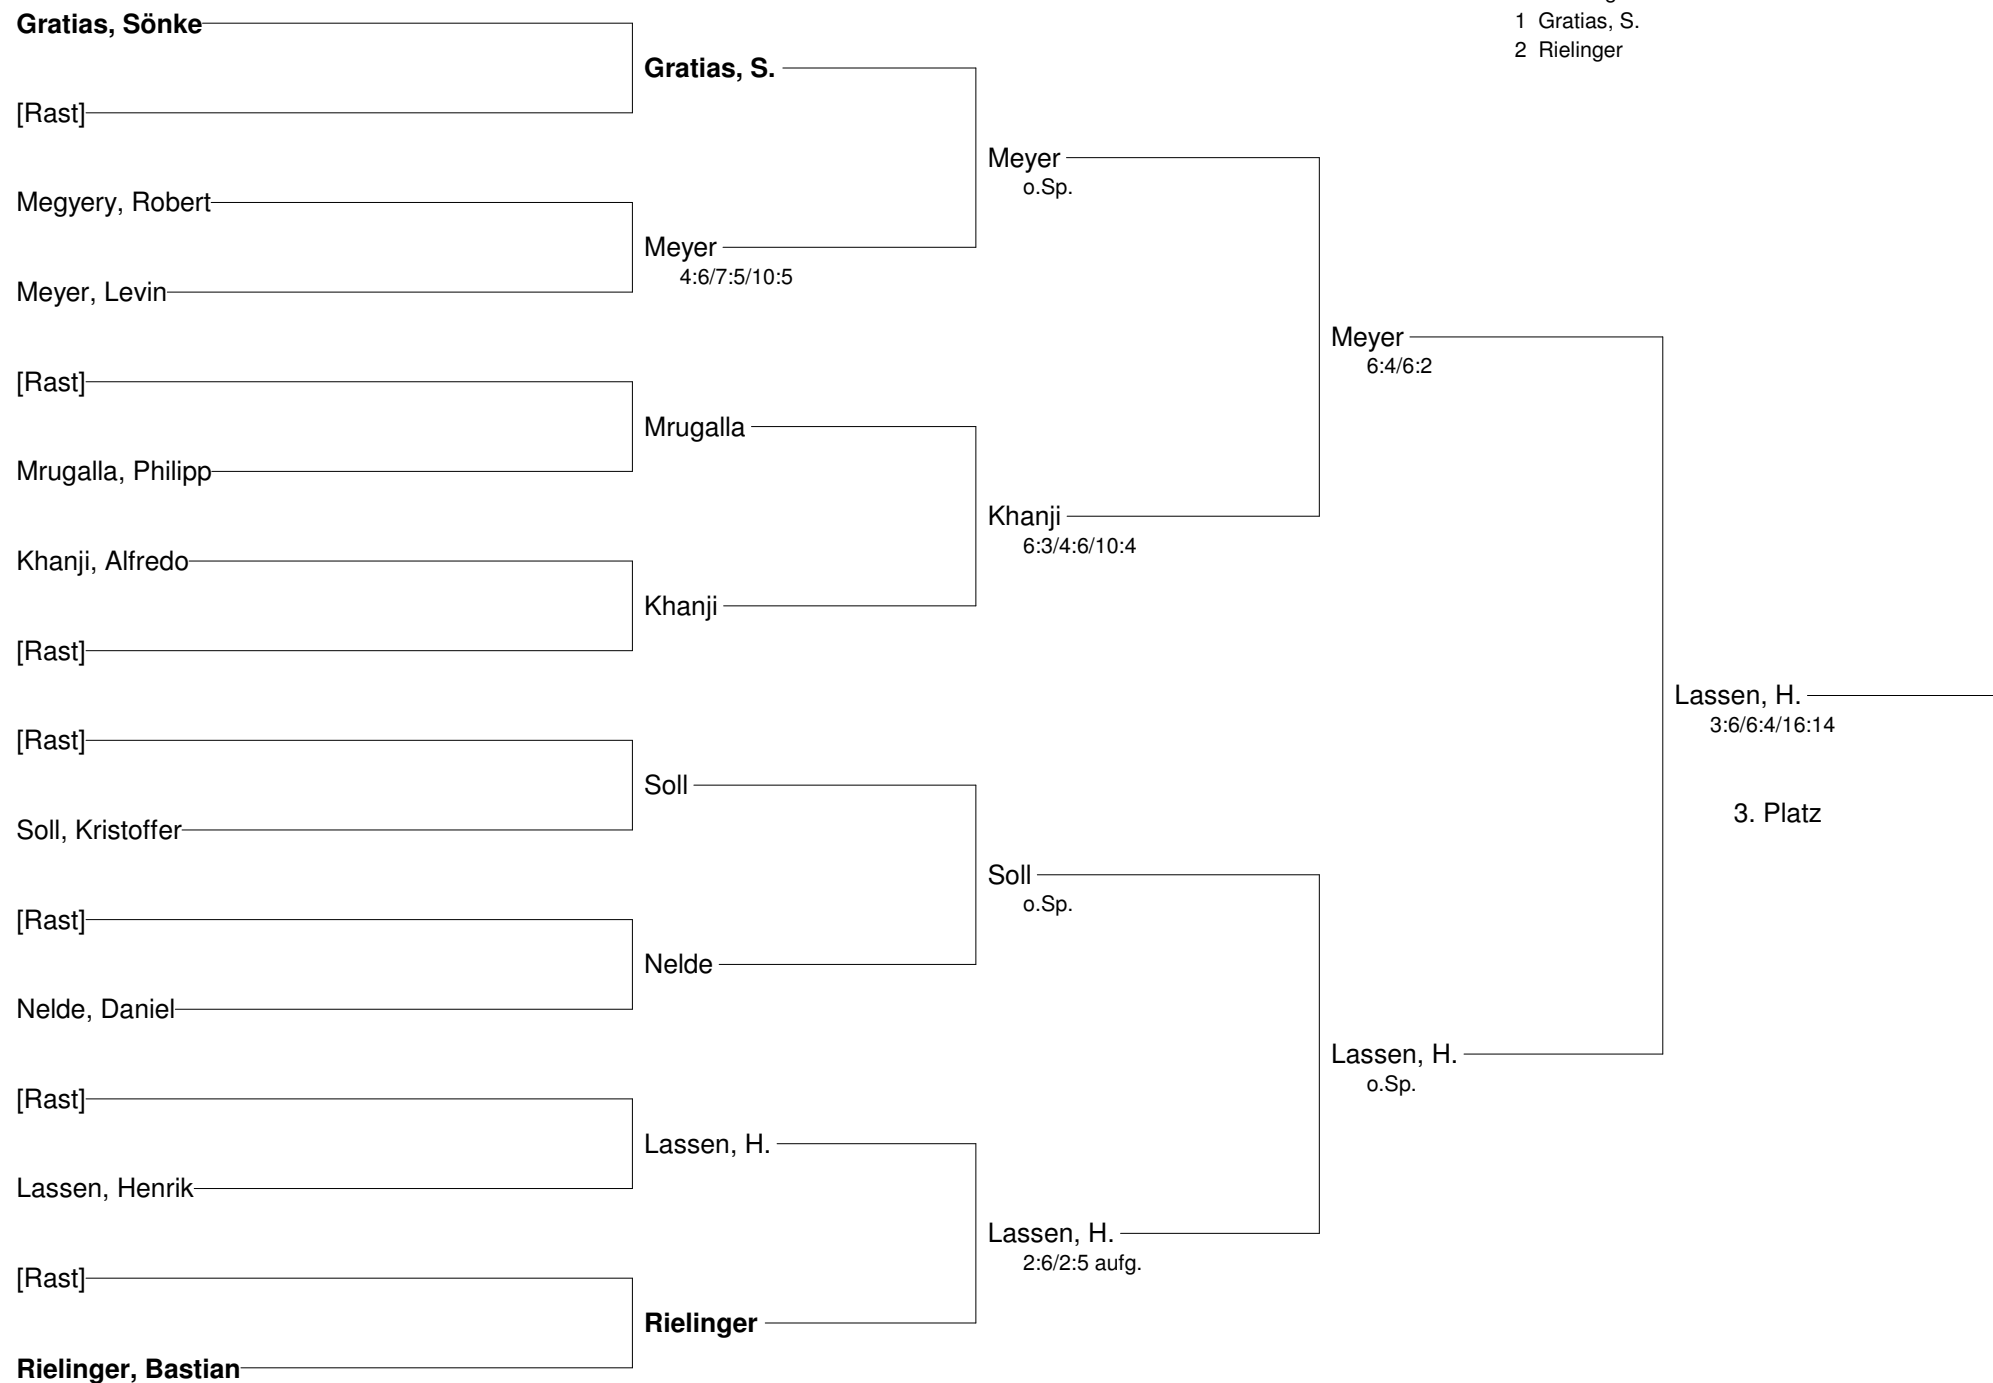 Gratias, Sönke
[Rast]
Megyery, Robert
Meyer, Levin
[Rast]
Mrugalla, Philipp
Khanji, Alfredo
[Rast]
[Rast]
Soll, Kristoffer
[Rast]
Nelde, Daniel
[Rast]
Lassen, Henrik
[Rast]
Rielinger, Bastian
Gratias, S.
Meyer
4:6/7:5/10:5
Mrugalla
Khanji
Soll
Nelde
Lassen, H.
Rielinger
Meyer
o.Sp.
Khanji
6:3/4:6/10:4
Soll
o.Sp.
Lassen, H.
2:6/2:5 aufg.
Meyer
6:4/6:2
Lassen, H.
o.Sp.
Lassen, H.
3:6/6:4/16:14
3. Platz
1 Gratias, S.
2 Rielinger